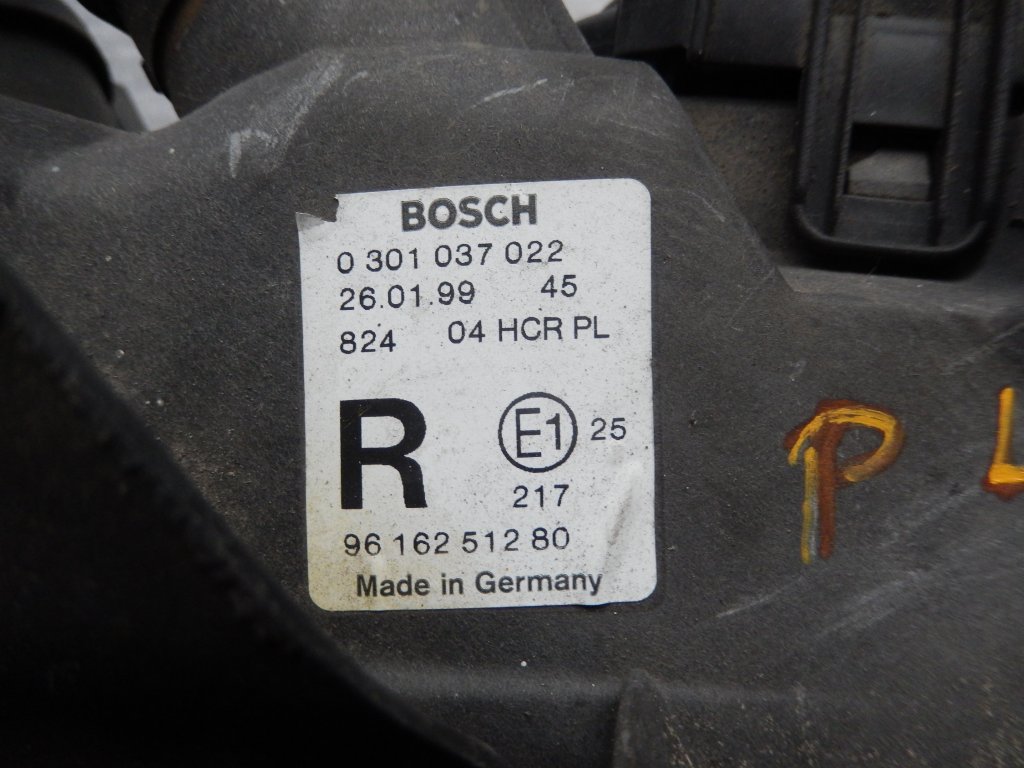 BOSCH
0 301 037 022
26.01.99 45
824 04 HCR PL
R E1 25
217
96 162 512 80
Made in Germany
P L